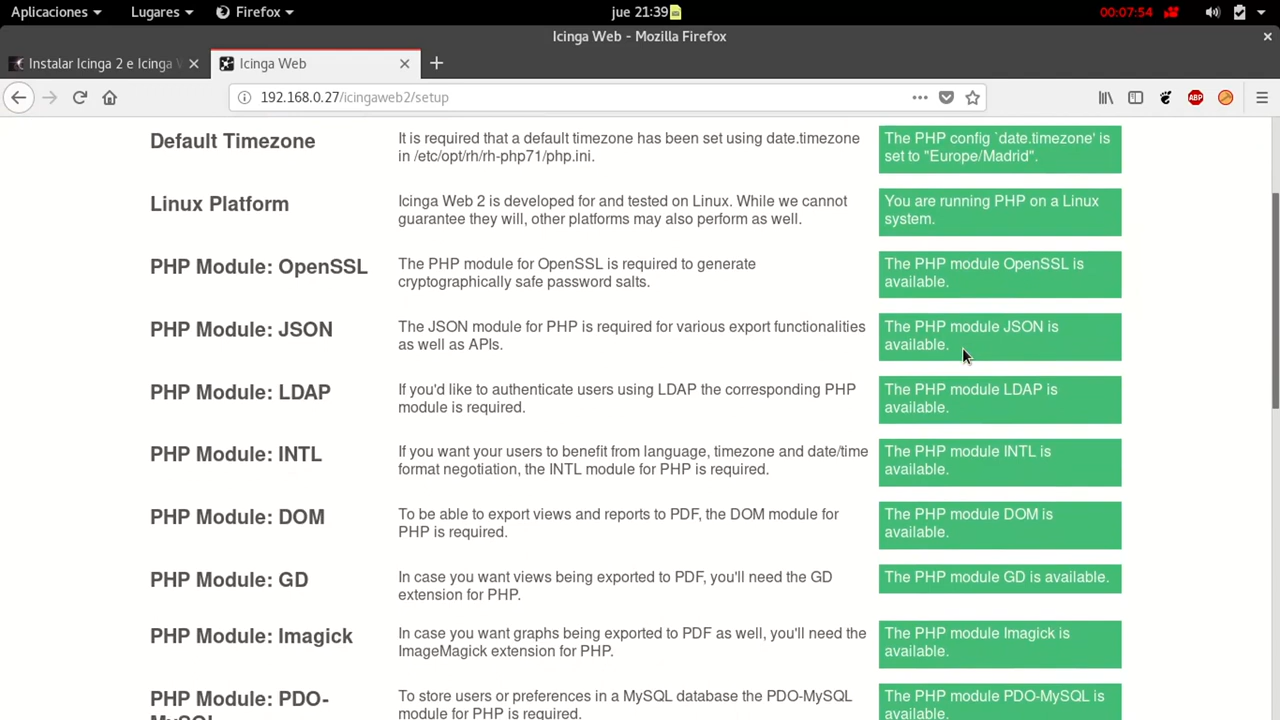 Aplicaciones
Lugares
Firefox
jue 21:39
00:07:54
Icinga Web - Mozilla Firefox
Instalar Icinga 2 e Icinga
Icinga Web
192.168.0.27/icingaweb2/setup
Default Timezone
It is required that a default timezone has been set using date.timezone
in /etc/opt/rh/rh-php71/php.ini.
The PHP config `date.timezone' is
set to "Europe/Madrid".
Linux Platform
Icinga Web 2 is developed for and tested on Linux. While we cannot
guarantee they will, other platforms may also perform as well.
You are running PHP on a Linux
system.
PHP Module: OpenSSL
The PHP module for OpenSSL is required to generate
cryptographically safe password salts.
The PHP module OpenSSL is
available.
PHP Module: JSON
The JSON module for PHP is required for various export functionalities
as well as APIs.
The PHP module JSON is
available.
PHP Module: LDAP
If you'd like to authenticate users using LDAP the corresponding PHP
module is required.
The PHP module LDAP is
available.
PHP Module: INTL
If you want your users to benefit from language, timezone and date/time
format negotiation, the INTL module for PHP is required.
The PHP module INTL is
available.
PHP Module: DOM
To be able to export views and reports to PDF, the DOM module for
PHP is required.
The PHP module DOM is
available.
PHP Module: GD
In case you want views being exported to PDF, you'll need the GD
extension for PHP.
The PHP module GD is available.
PHP Module: Imagick
In case you want graphs being exported to PDF as well, you'll need the
ImageMagick extension for PHP.
The PHP module Imagick is
available.
PHP Module: PDO-
MySQL
To store users or preferences in a MySQL database the PDO-MySQL
module for PHP is required.
The PHP module PDO-MySQL is
available.
ABP